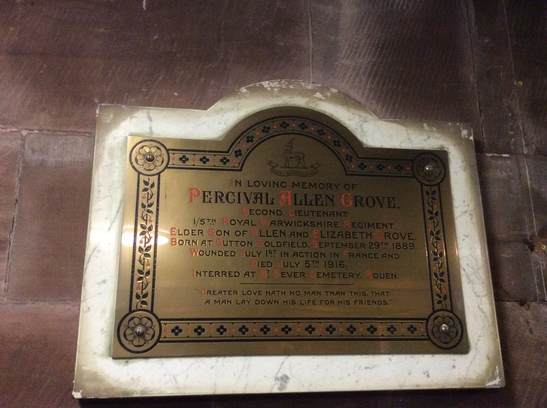 IN LOVING MEMORY OF
PERCIVAL ALLEN GROVE,
SECOND LIEUTENANT
1/5TH ROYAL WARWICKSHIRE REGIMENT,
ELDER SON OF ALLEN AND ELIZABETH GROVE,
BORN AT SUTTON COLDFIELD, SEPTEMBER 29TH 1889.
WOUNDED JULY 1ST IN ACTION IN FRANCE AND
DIED JULY 5TH 1916.
INTERRED AT ST SEVER CEMETERY, ROUEN.
"GREATER LOVE HATH NO MAN THAN THIS, THAT
A MAN LAY DOWN HIS LIFE FOR HIS FRIENDS."